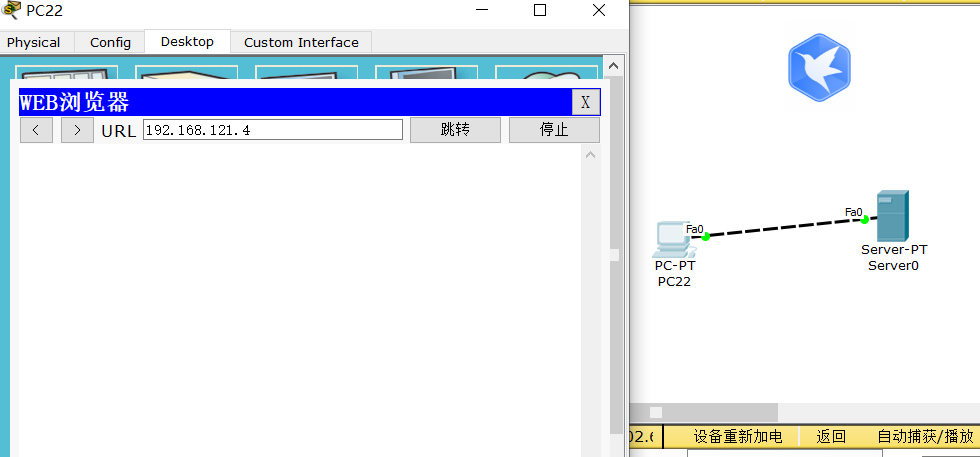 PC22
Physical Config Desktop Custom Interface
WEB浏览器 X
< > URL 192.168.121.4 跳转 停止
Fa0
Fa0
PC-PT
PC22
Server-PT
Server0
设备重新加电 返回 自动捕获/播放